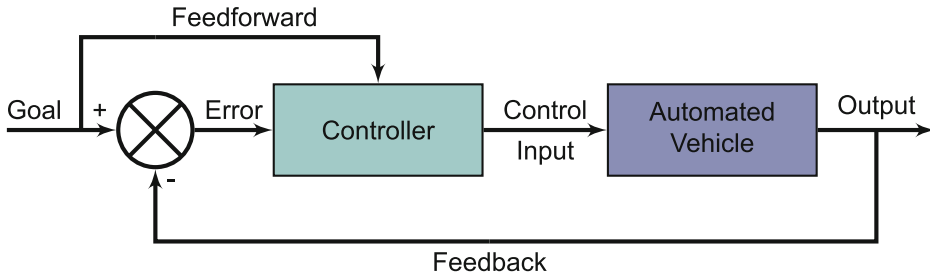 Feedforward
Goal
+
Error
Controller
Control
Input
Automated
Vehicle
Output
-
Feedback